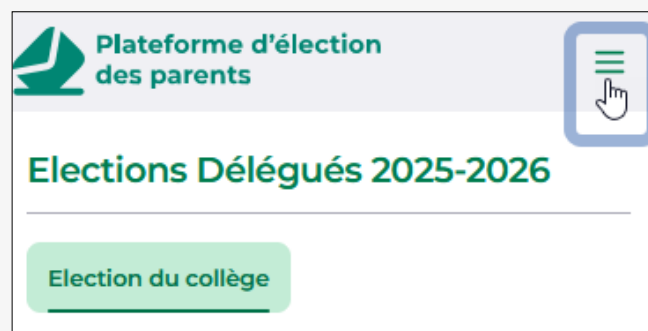 Plateforme d’élection
des parents
Elections Délégués 2025-2026
Election du collège